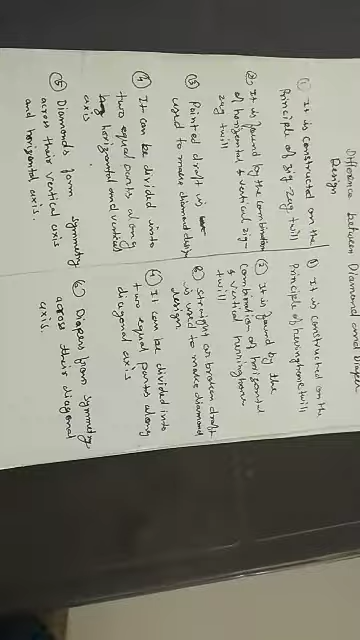 Difference between Diamond and Diaper
Design
① It is constructed on the
Principle of zig zag twill
② It is found by the combination
of horizontal & vertical zig-
zag twill
③ Pointed draft is
used to make diamond design
④ It can be divided into
two equal parts along
horizontal and vertical
axis
⑤ Diamonds form symmetry
across their vertical axis
and horizontal axis.
① It is constructed on the
Principle of herringbone twill
② It is found by the
combination of horizontal
& vertical herringbone
twill
③ Straight or broken draft
is used to make diamond
design
④ It can be divided into
two equal parts along
diagonal axis
⑤ Diapers form symmetry
across their diagonal
axis.